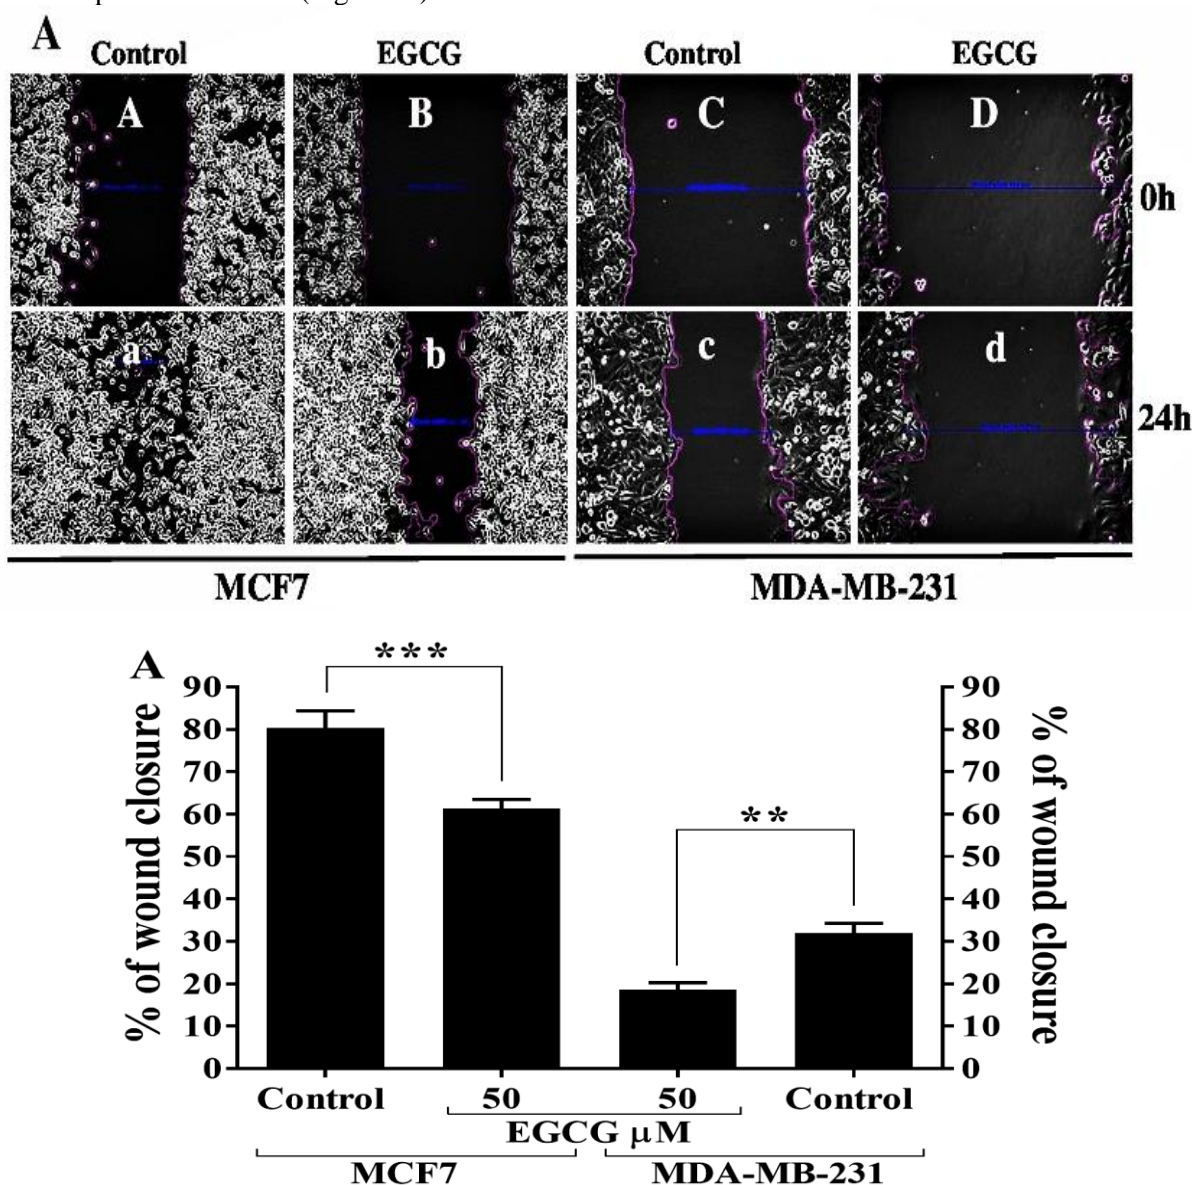 A
Control EGCG Control EGCG
A B C D
0h
a b c d
24h
MCF7 MDA-MB-231
A
***
**
% of wound closure
% of wound closure
90 90
80 80
70 70
60 60
50 50
40 40
30 30
20 20
10 10
0 0
Control 50 50 Control
EGCG μM
MCF7 MDA-MB-231